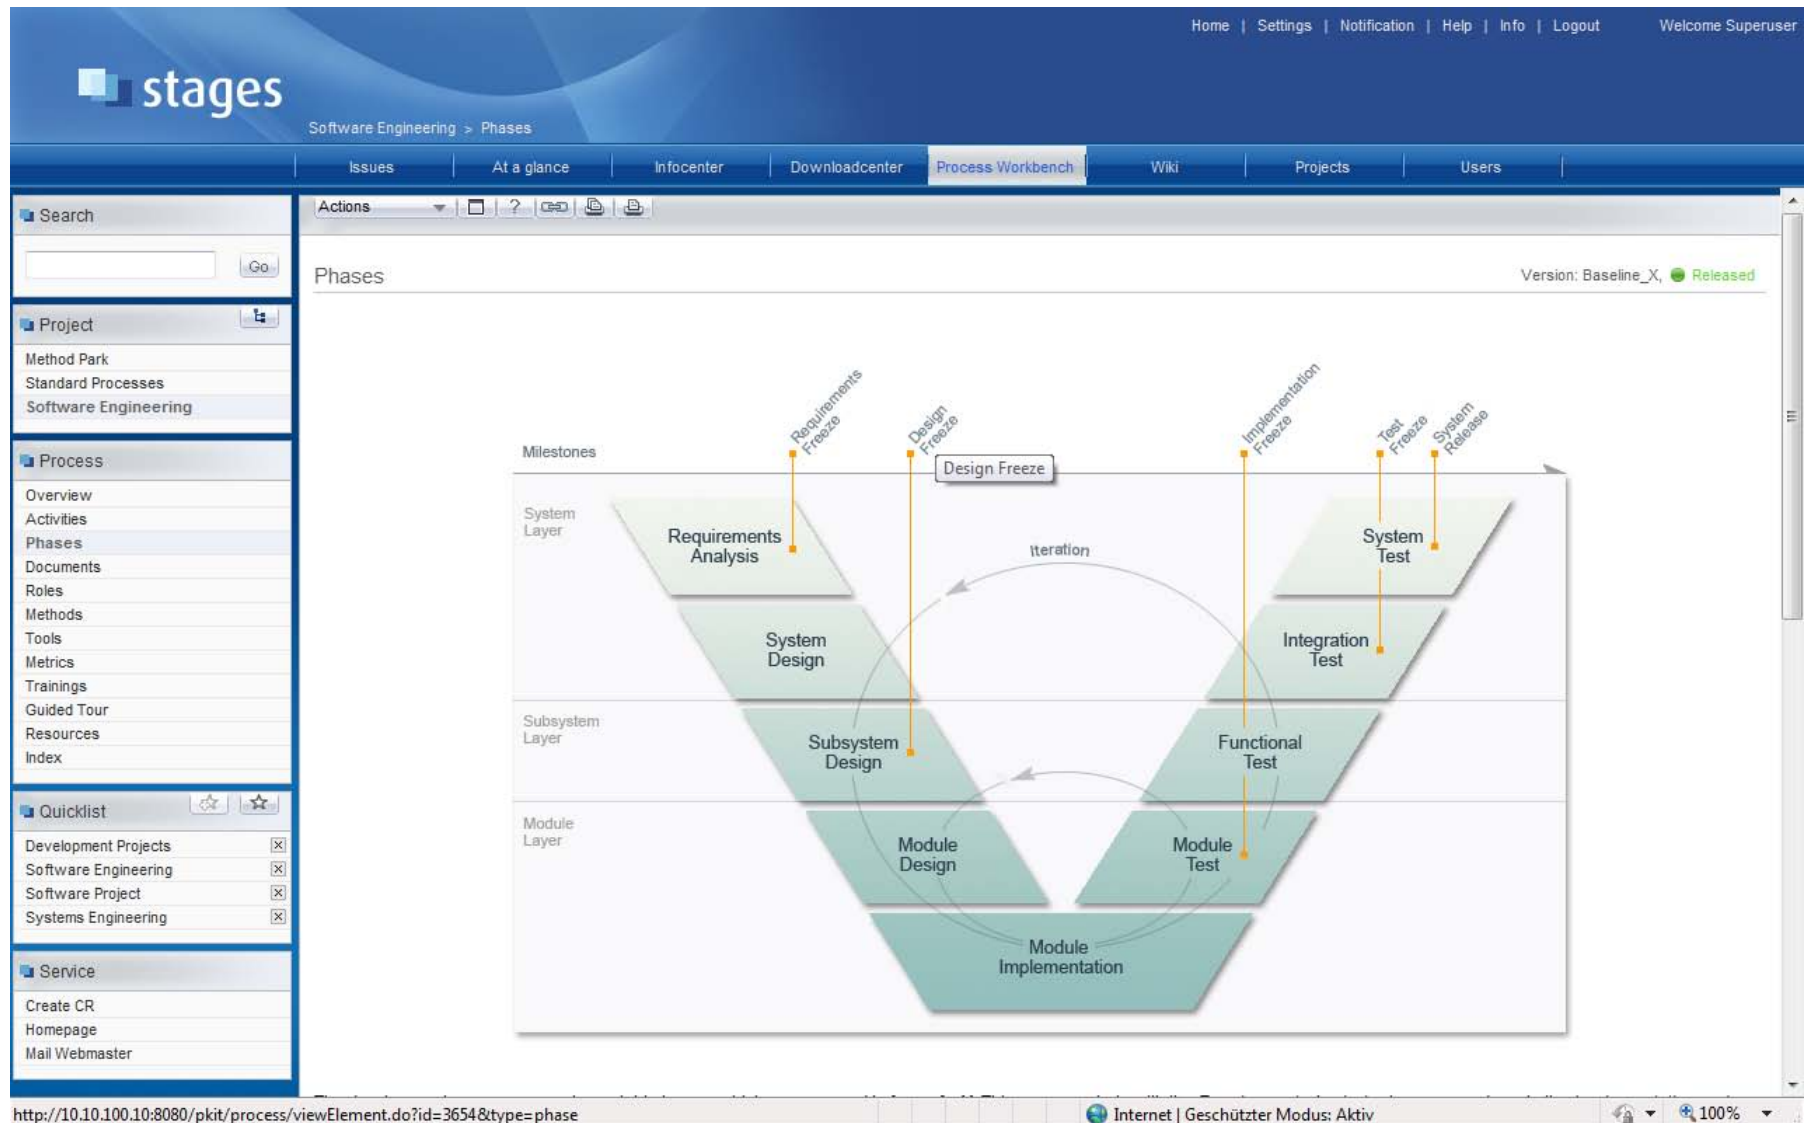 Home | Settings | Notification | Help | Info | Logout Welcome Superuser
stages
Software Engineering > Phases
Issues At a glance Infocenter Downloadcenter Process Workbench Wiki Projects Users
Search
Go
Project
Method Park
Standard Processes
Software Engineering
Process
Overview
Activities
Phases
Documents
Roles
Methods
Tools
Metrics
Trainings
Guided Tour
Resources
Index
Quicklist
Development Projects
Software Engineering
Software Project
Systems Engineering
Service
Create CR
Homepage
Mail Webmaster
Actions ?
Phases
Version: Baseline_X, Released
Milestones
Requirements
Freeze
Design
Freeze
Implementation
Freeze
Test
Freeze
System
Release
Design Freeze
System
Layer
Requirements
Analysis
Iteration
System
Test
System
Design
Integration
Test
Subsystem
Layer
Subsystem
Design
Functional
Test
Module
Layer
Module
Design
Module
Test
Module
Implementation
http://10.10.100.10:8080/pkit/process/viewElement.do?id=3654&type=phase
Internet | Geschützter Modus: Aktiv
100%